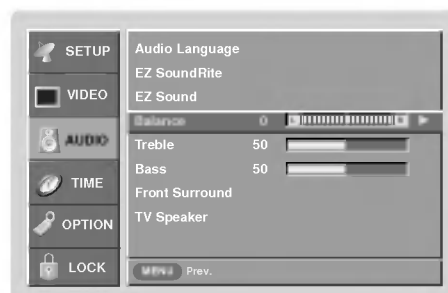 SETUP
VIDEO
AUDIO
TIME
OPTION
LOCK
Audio Language
EZ SoundRite
EZ Sound
Balance 0 L R
Treble 50
Bass 50
Front Surround
TV Speaker
MENU Prev.